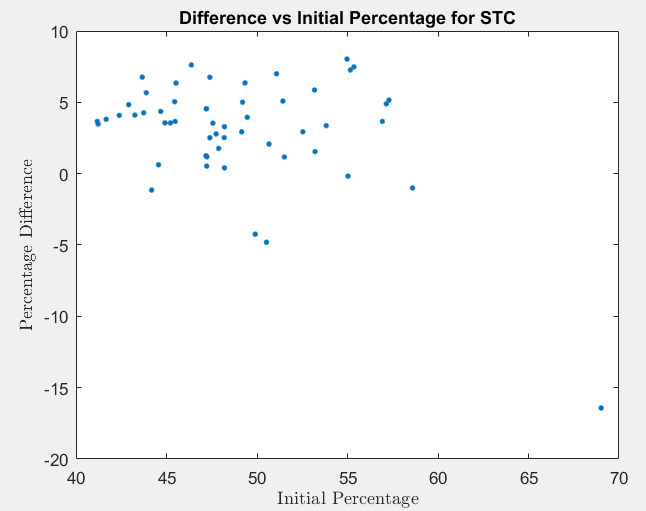 Difference vs Initial Percentage for STC
10
5
0
-5
-10
-15
-20
Percentage Difference
40 45 50 55 60 65 70
Initial Percentage